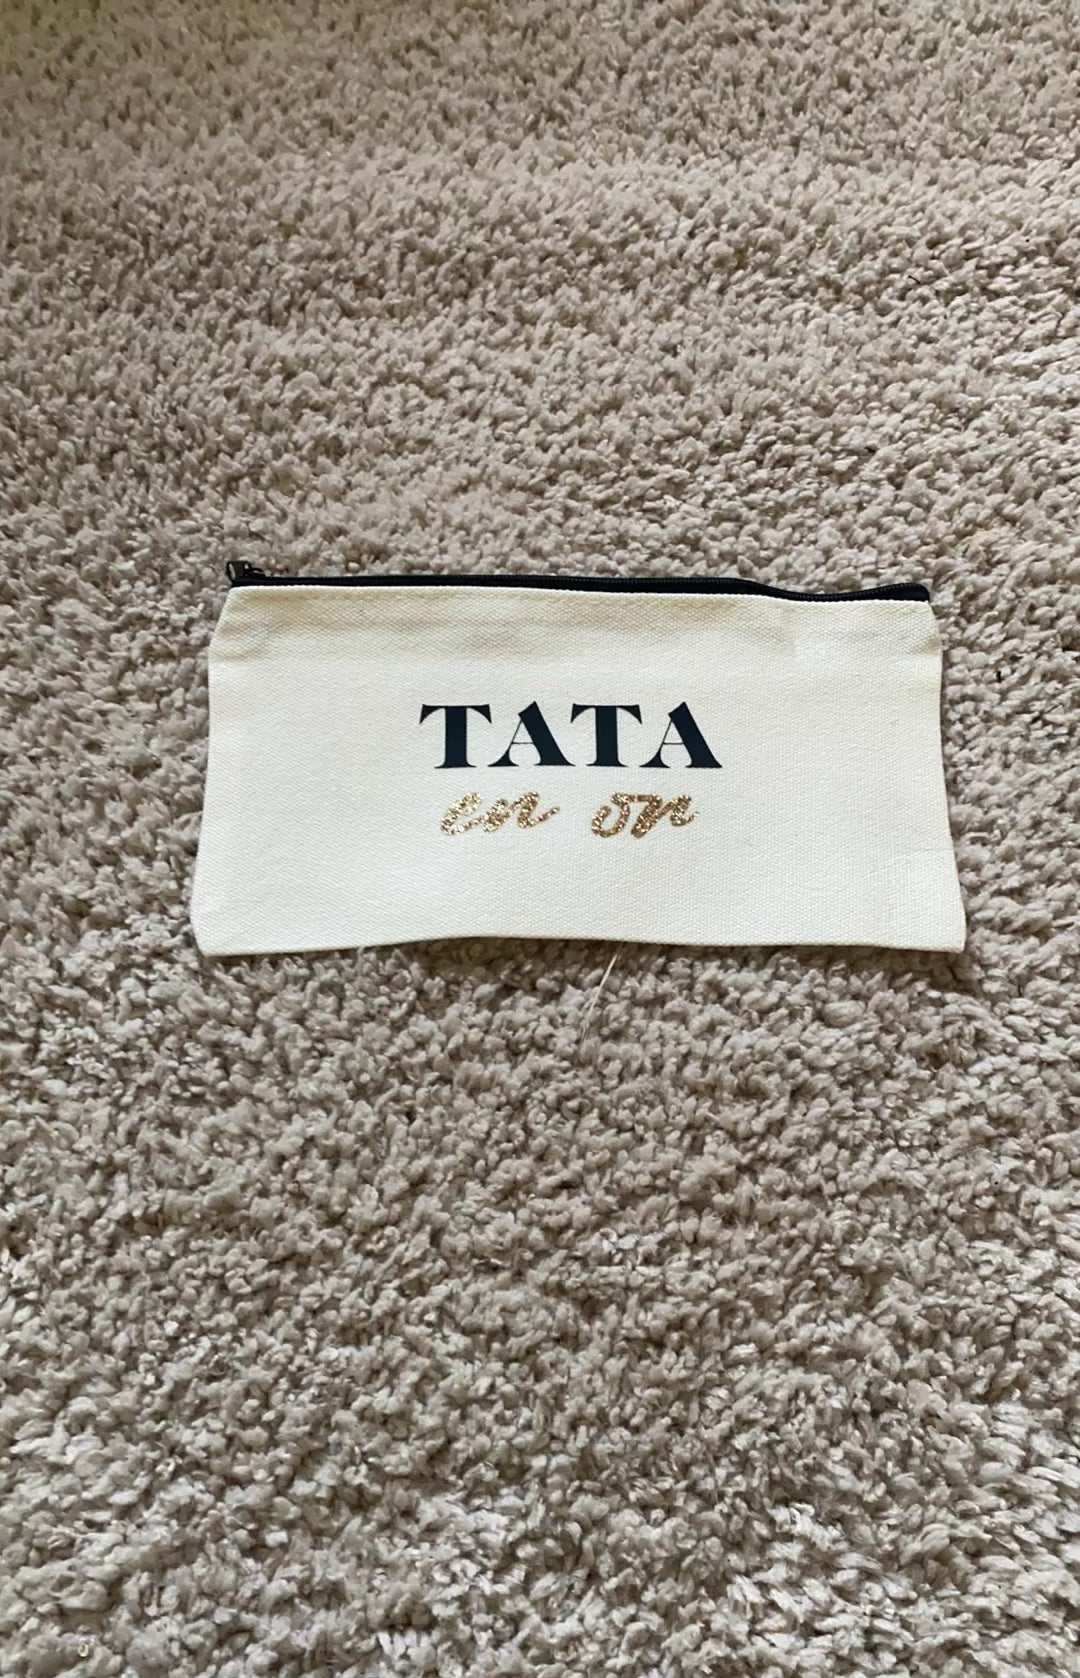 TATA
en or